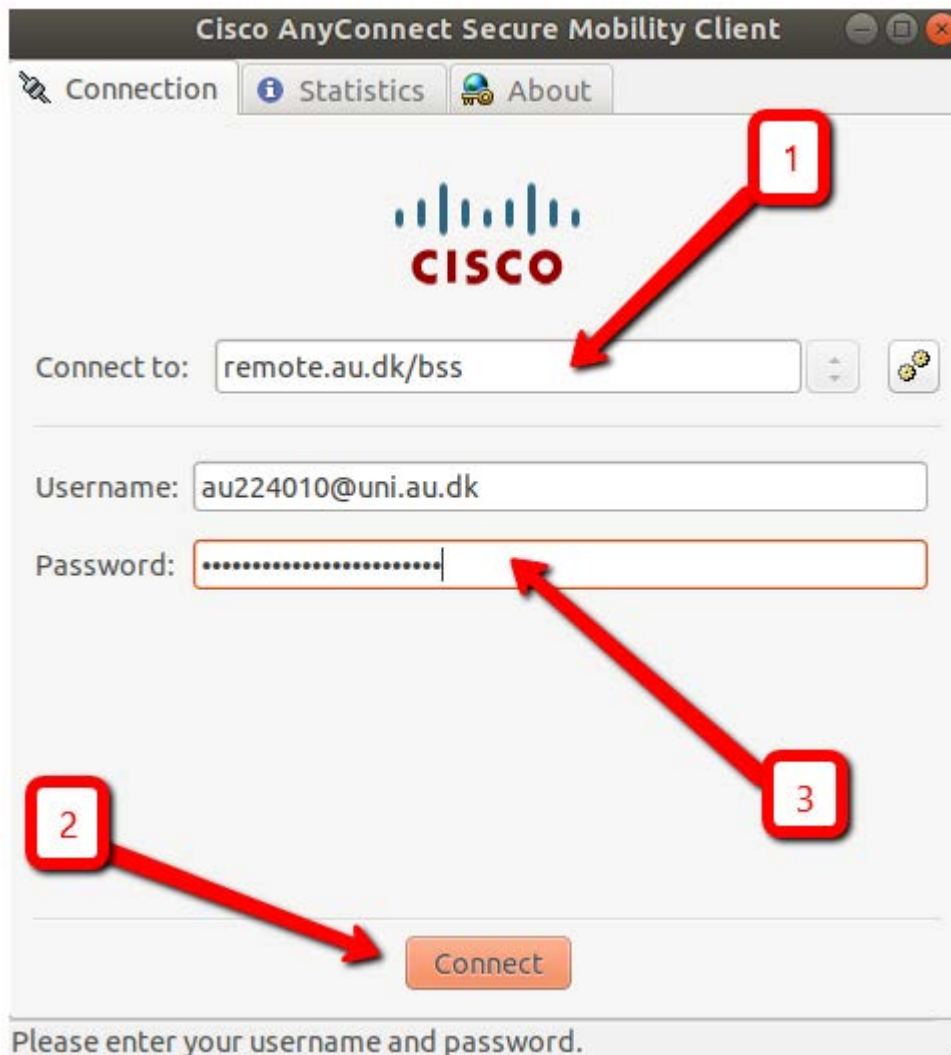 Cisco AnyConnect Secure Mobility Client
Connection Statistics About
1
CISCO
Connect to: remote.au.dk/bss
Username: au224010@uni.au.dk
Password: ••••••••••••••••••••••••
3
2
Connect
Please enter your username and password.